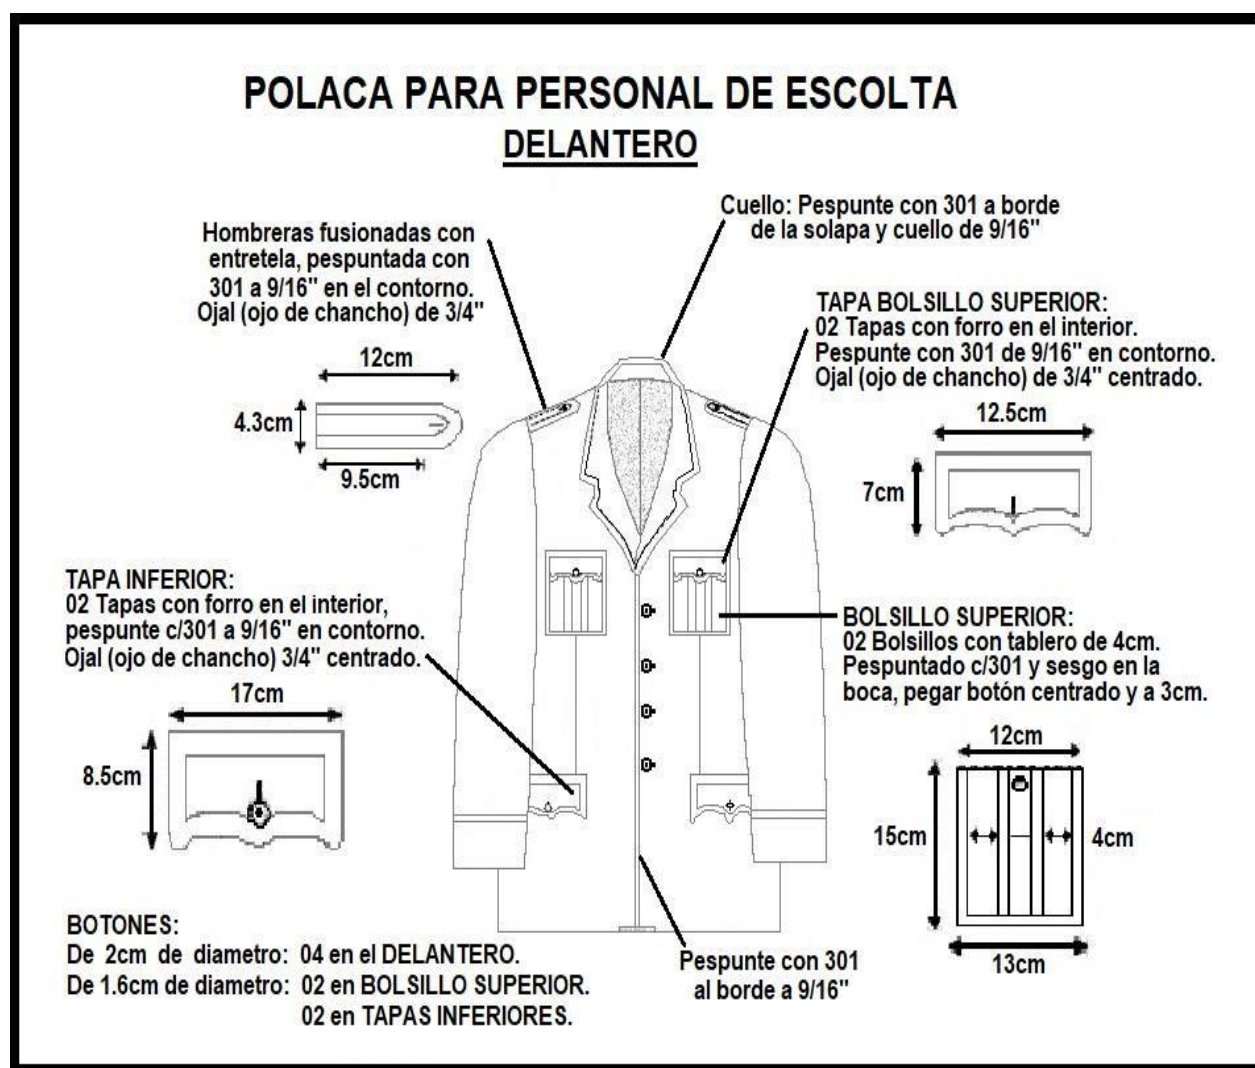 POLACA PARA PERSONAL DE ESCOLTA
DELANTERO
Cuello: Pespunte con 301 a borde
de la solapa y cuello de 9/16"
Hombreras fusionadas con
entretela, pespuntada con
301 a 9/16" en el contorno.
Ojal (ojo de chancho) de 3/4"
12cm
4.3cm
9.5cm
TAPA BOLSILLO SUPERIOR:
02 Tapas con forro en el interior.
Pespunte con 301 de 9/16" en contorno.
Ojal (ojo de chancho) de 3/4" centrado.
12.5cm
7cm
TAPA INFERIOR:
02 Tapas con forro en el interior,
pespunte c/301 a 9/16" en contorno.
Ojal (ojo de chancho) 3/4" centrado.
17cm
8.5cm
BOLSILLO SUPERIOR:
02 Bolsillos con tablero de 4cm.
Pespuntado c/301 y sesgo en la
boca, pegar botón centrado y a 3cm.
12cm
15cm
4cm
13cm
BOTONES:
De 2cm de diametro: 04 en el DELANTERO.
De 1.6cm de diametro: 02 en BOLSILLO SUPERIOR.
02 en TAPAS INFERIORES.
Pespunte con 301
al borde a 9/16"